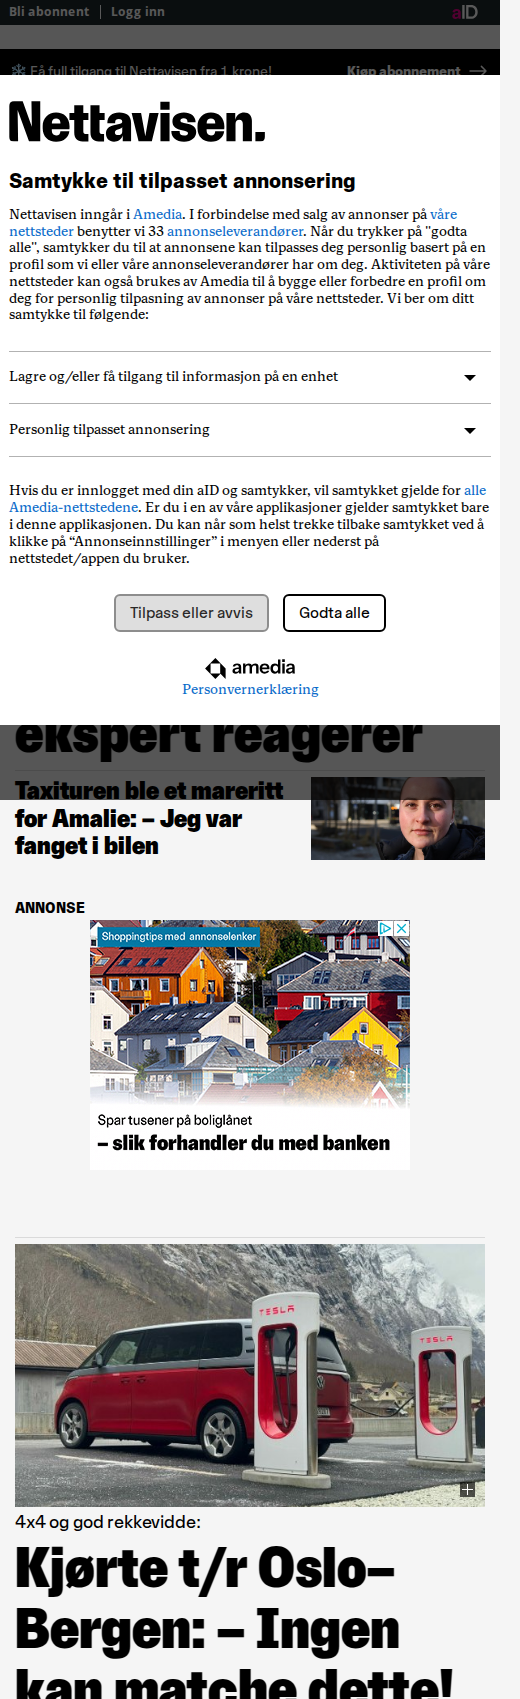 Bli abonnent | Logg inn
aID
Få full tilgang til Nettavisen fra 1 krone!
Kjøp abonnement →
Nettavisen.
Samtykke til tilpasset annonsering
Nettavisen inngår i Amedia. I forbindelse med salg av annonser på våre
nettsteder benytter vi 33 annonseleverandører. Når du trykker på "godta
alle", samtykker du til at annonsene kan tilpasses deg personlig basert på en
profil som vi eller våre annonseleverandører har om deg. Aktiviteten på våre
nettsteder kan også brukes av Amedia til å bygge eller forbedre en profil om
deg for personlig tilpasning av annonser på våre nettsteder. Vi ber om ditt
samtykke til følgende:
Lagre og/eller få tilgang til informasjon på en enhet
Personlig tilpasset annonsering
Hvis du er innlogget med din aID og samtykker, vil samtykket gjelde for alle
Amedia-nettstedene. Er du i en av våre applikasjoner gjelder samtykket bare
i denne applikasjonen. Du kan når som helst trekke tilbake samtykket ved å
klikke på “Annonseinnstillinger” i menyen eller nederst på
nettstedet/appen du bruker.
Tilpass eller avvis
Godta alle
amedia
Personvernerklæring
ekspert reagerer
Taxituren ble et mareritt
for Amalie: – Jeg var
fanget i bilen
ANNONSE
Shoppingtips med annonselenker
Spar tusener på boliglånet
– slik forhandler du med banken
TESLA
TESLA
4x4 og god rekkevidde:
Kjørte t/r Oslo–
Bergen: – Ingen
kan matche dette!